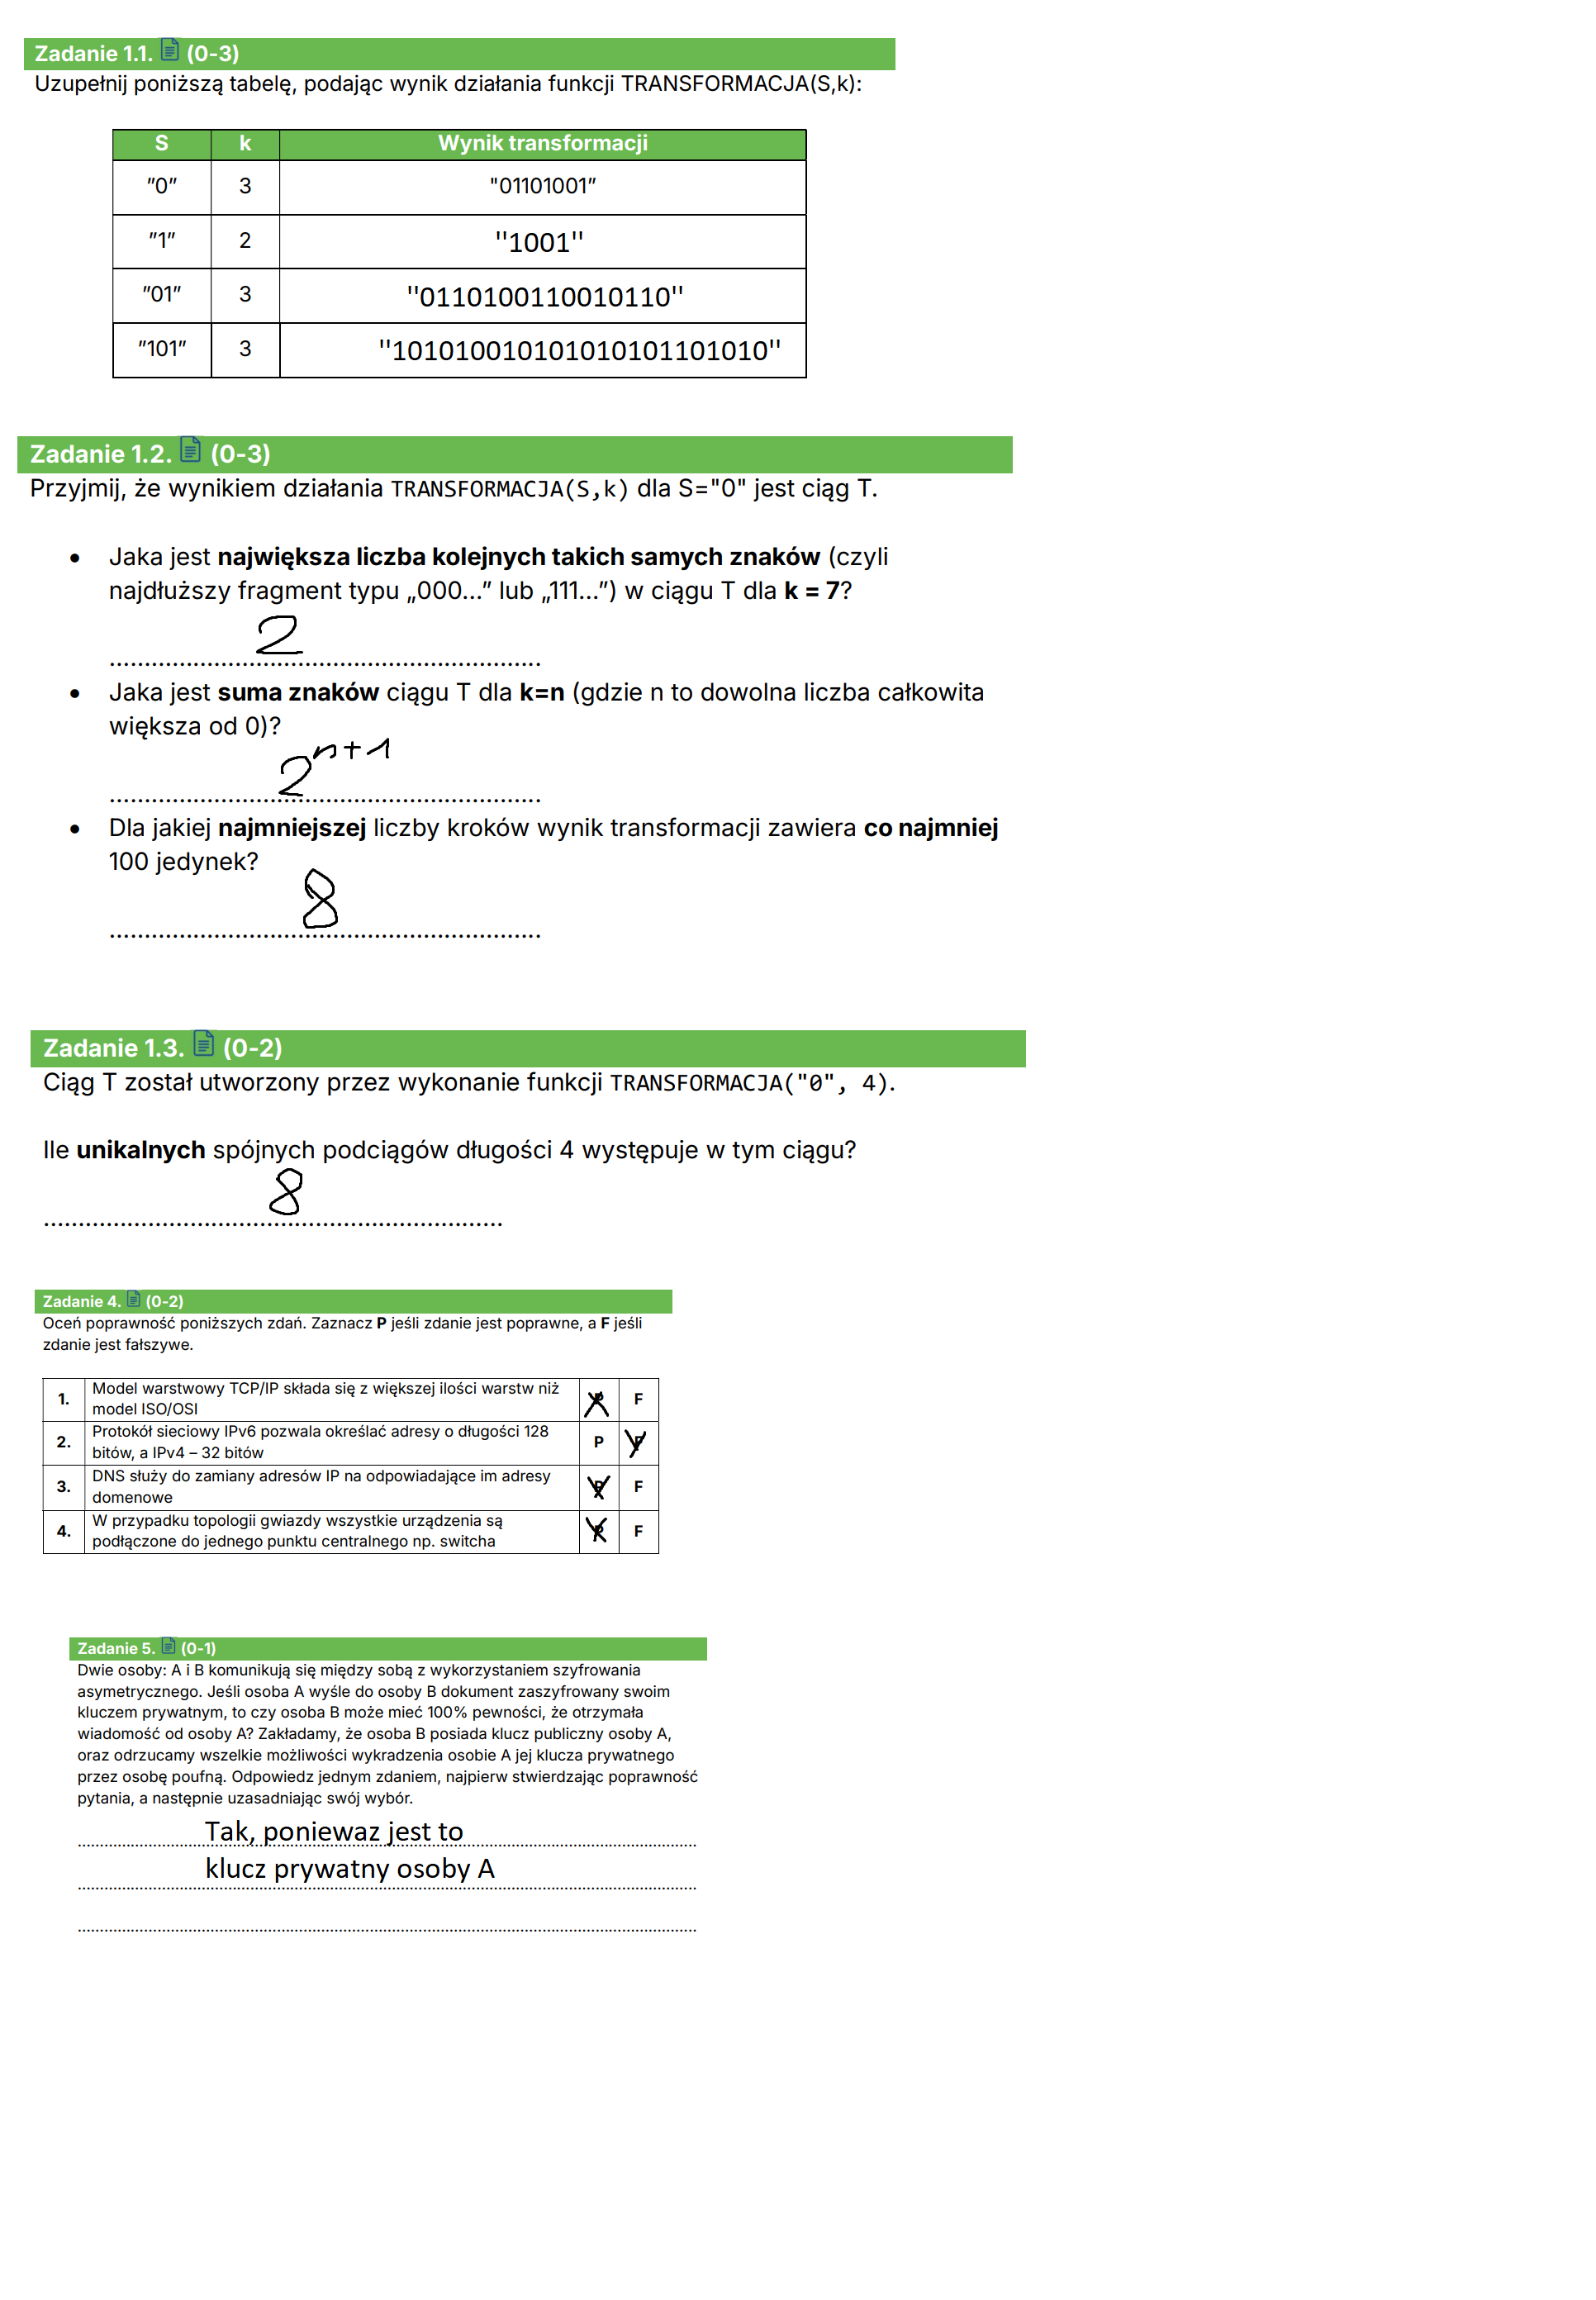 Zadanie 1.1. (0-3)
Uzupełnij poniższą tabelę, podając wynik działania funkcji TRANSFORMACJA(S,k):
S k Wynik transformacji
”0” 3 "01101001”
”1” 2 "1001"
”01” 3 "0110100110010110"
”101” 3 "101010010101010101101010"
Zadanie 1.2. (0-3)
Przyjmij, że wynikiem działania TRANSFORMACJA(S,k) dla S="0" jest ciąg T.
• Jaka jest największa liczba kolejnych takich samych znaków (czyli
najdłuższy fragment typu „000...” lub „111...”) w ciągu T dla k = 7?
2
• Jaka jest suma znaków ciągu T dla k=n (gdzie n to dowolna liczba całkowita
większa od 0)?
2^n+1
• Dla jakiej najmniejszej liczby kroków wynik transformacji zawiera co najmniej
100 jedynek?
8
Zadanie 1.3. (0-2)
Ciąg T został utworzony przez wykonanie funkcji TRANSFORMACJA("0", 4).
Ile unikalnych spójnych podciągów długości 4 występuje w tym ciągu?
8
Zadanie 4. (0-2)
Oceń poprawność poniższych zdań. Zaznacz P jeśli zdanie jest poprawne, a F jeśli
zdanie jest fałszywe.
1. Model warstwowy TCP/IP składa się z większej ilości warstw niż P F
model ISO/OSI
2. Protokół sieciowy IPv6 pozwala określać adresy o długości 128 P F
bitów, a IPv4 – 32 bitów
3. DNS służy do zamiany adresów IP na odpowiadające im adresy P F
domenowe
4. W przypadku topologii gwiazdy wszystkie urządzenia są P F
podłączone do jednego punktu centralnego np. switcha
Zadanie 5. (0-1)
Dwie osoby: A i B komunikują się między sobą z wykorzystaniem szyfrowania
asymetrycznego. Jeśli osoba A wyśle do osoby B dokument zaszyfrowany swoim
kluczem prywatnym, to czy osoba B może mieć 100% pewności, że otrzymała
wiadomość od osoby A? Zakładamy, że osoba B posiada klucz publiczny osoby A,
oraz odrzucamy wszelkie możliwości wykradzenia osobie A jej klucza prywatnego
przez osobę poufną. Odpowiedz jednym zdaniem, najpierw stwierdzając poprawność
pytania, a następnie uzasadniając swój wybór.
Tak, poniewaz jest to
klucz prywatny osoby A